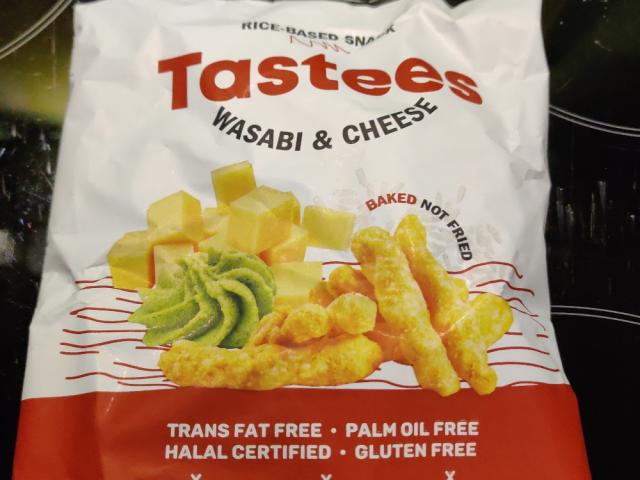 RICE-BASED SNACK
Tastees
WASABI & CHEESE
BAKED NOT FRIED
TRANS FAT FREE • PALM OIL FREE
HALAL CERTIFIED • GLUTEN FREE